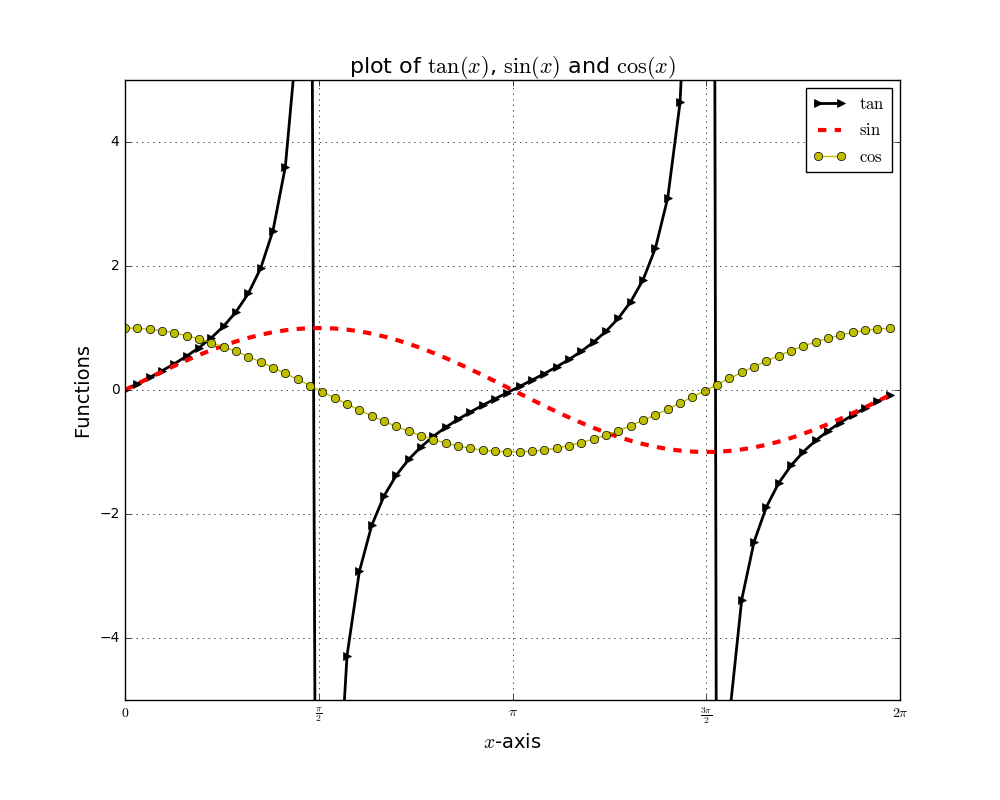 plot of tan(x), sin(x) and cos(x)
tan
sin
cos
4
2
0
−2
−4
Functions
0
π/2
π
3π/2
2π
x-axis